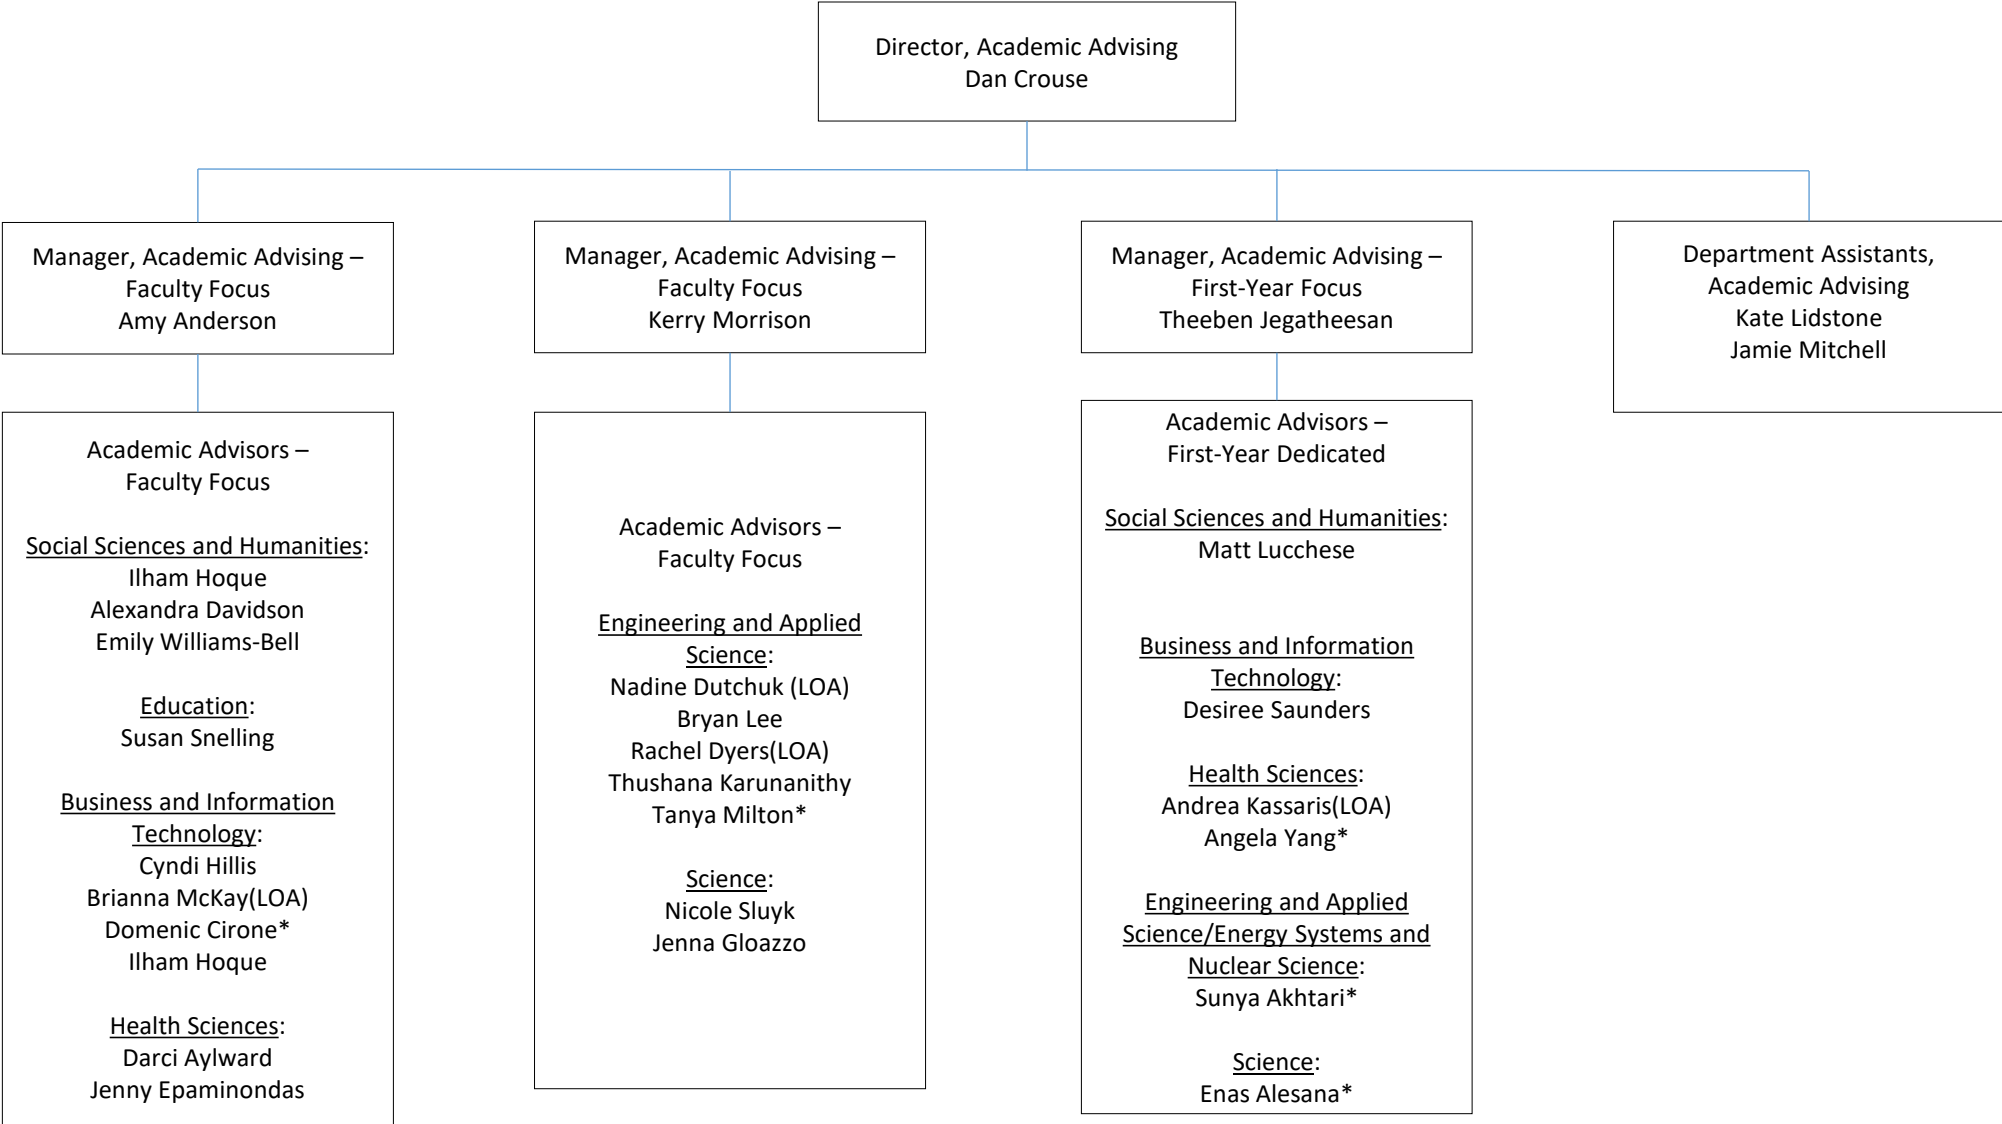 Director, Academic Advising
Dan Crouse
Manager, Academic Advising –
Faculty Focus
Amy Anderson
Manager, Academic Advising –
Faculty Focus
Kerry Morrison
Manager, Academic Advising –
First-Year Focus
Theeben Jegatheesan
Department Assistants,
Academic Advising
Kate Lidstone
Jamie Mitchell
Academic Advisors –
Faculty Focus
Social Sciences and Humanities:
Ilham Hoque
Alexandra Davidson
Emily Williams-Bell
Education:
Susan Snelling
Business and Information
Technology:
Cyndi Hillis
Brianna McKay(LOA)
Domenic Cirone*
Ilham Hoque
Health Sciences:
Darci Aylward
Jenny Epaminondas
Academic Advisors –
Faculty Focus
Engineering and Applied
Science:
Nadine Dutchuk (LOA)
Bryan Lee
Rachel Dyers(LOA)
Thushana Karunanithy
Tanya Milton*
Science:
Nicole Sluyk
Jenna Gloazzo
Academic Advisors –
First-Year Dedicated
Social Sciences and Humanities:
Matt Lucchese
Business and Information
Technology:
Desiree Saunders
Health Sciences:
Andrea Kassaris(LOA)
Angela Yang*
Engineering and Applied
Science/Energy Systems and
Nuclear Science:
Sunya Akhtari*
Science:
Enas Alesana*